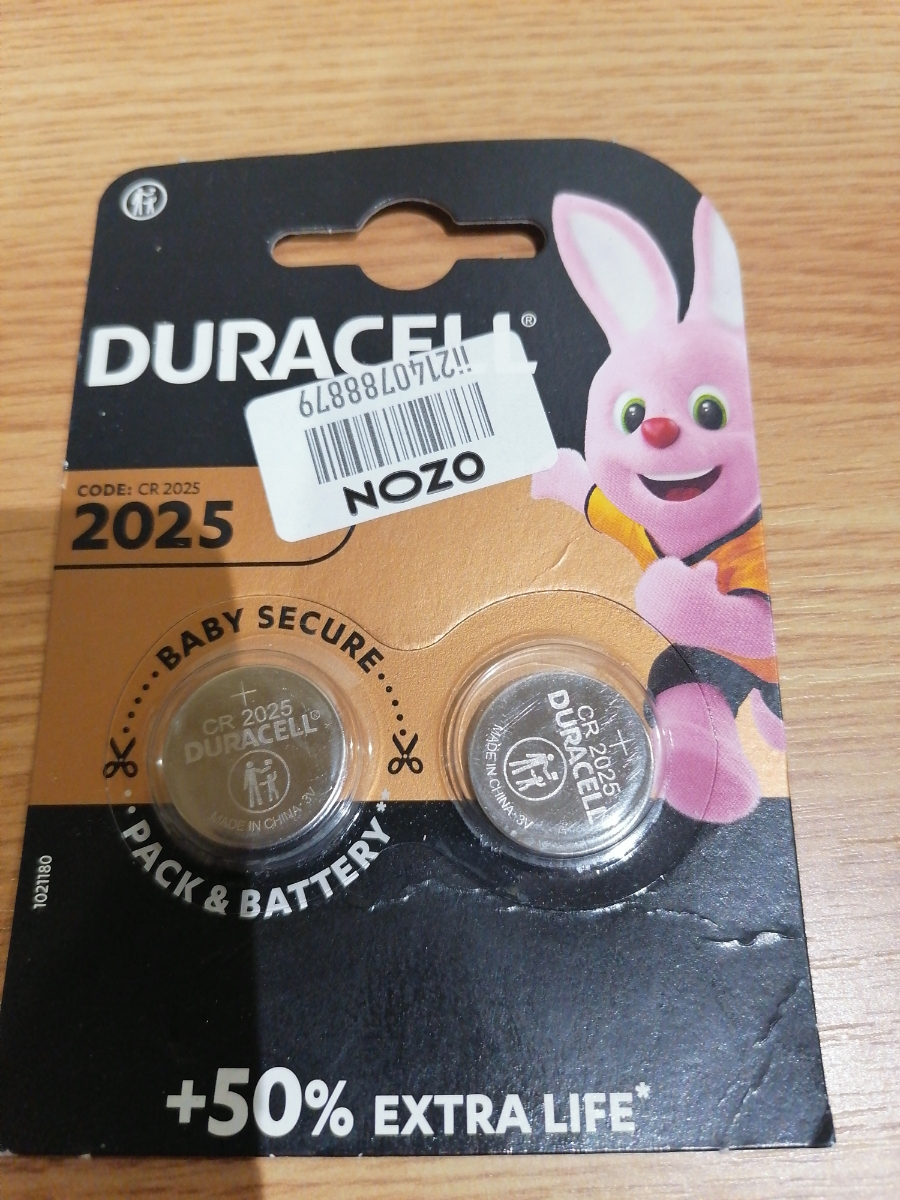 DURACELL®
ii2140788879
OZON
CODE: CR 2025
2025
BABY SECURE
PACK & BATTERY*
+
CR 2025
DURACELL®
MADE IN CHINA·3V
+
CR 2025
DURACELL
MADE IN CHINA·3V
1021180
+50% EXTRA LIFE*